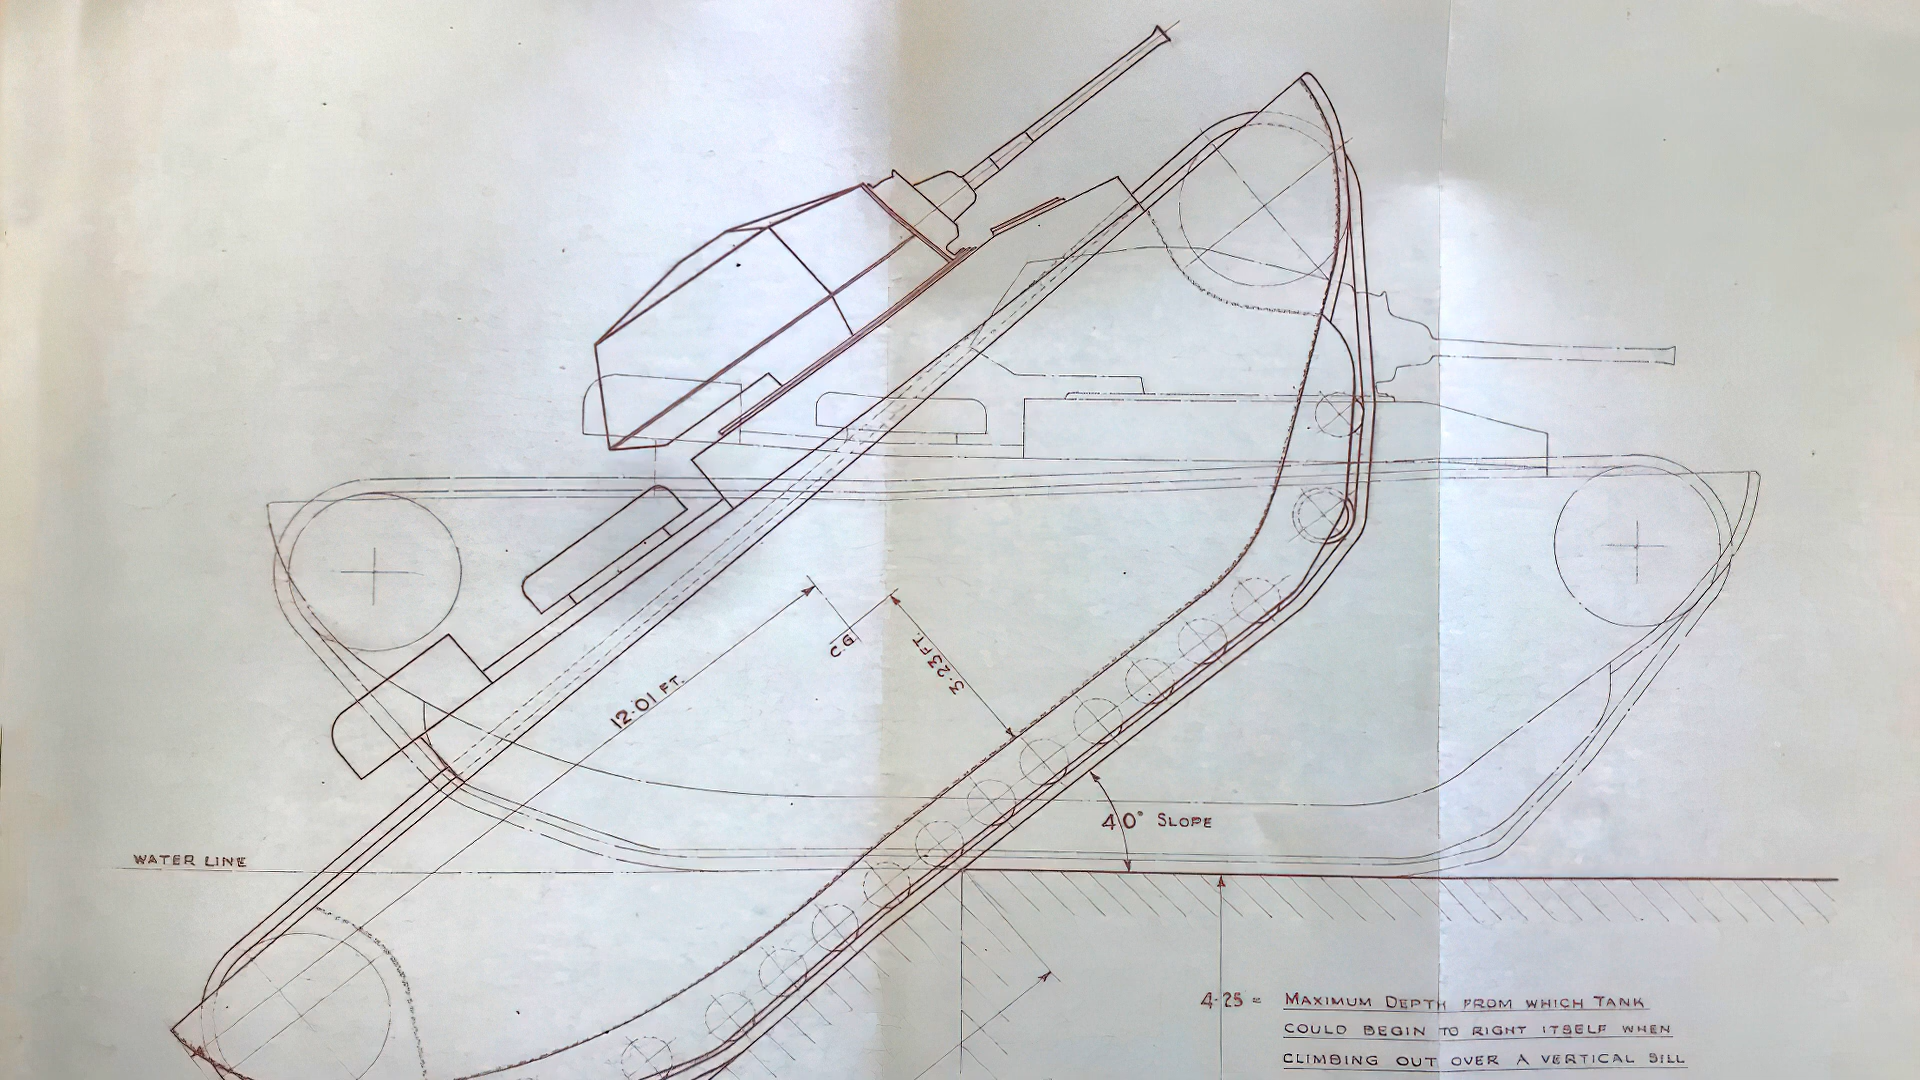 C.G
3·23 FT.
12·01 FT.
40° SLOPE
WATER LINE
4·25 = MAXIMUM DEPTH FROM WHICH TANK
COULD BEGIN TO RIGHT ITSELF WHEN
CLIMBING OUT OVER A VERTICAL SILL